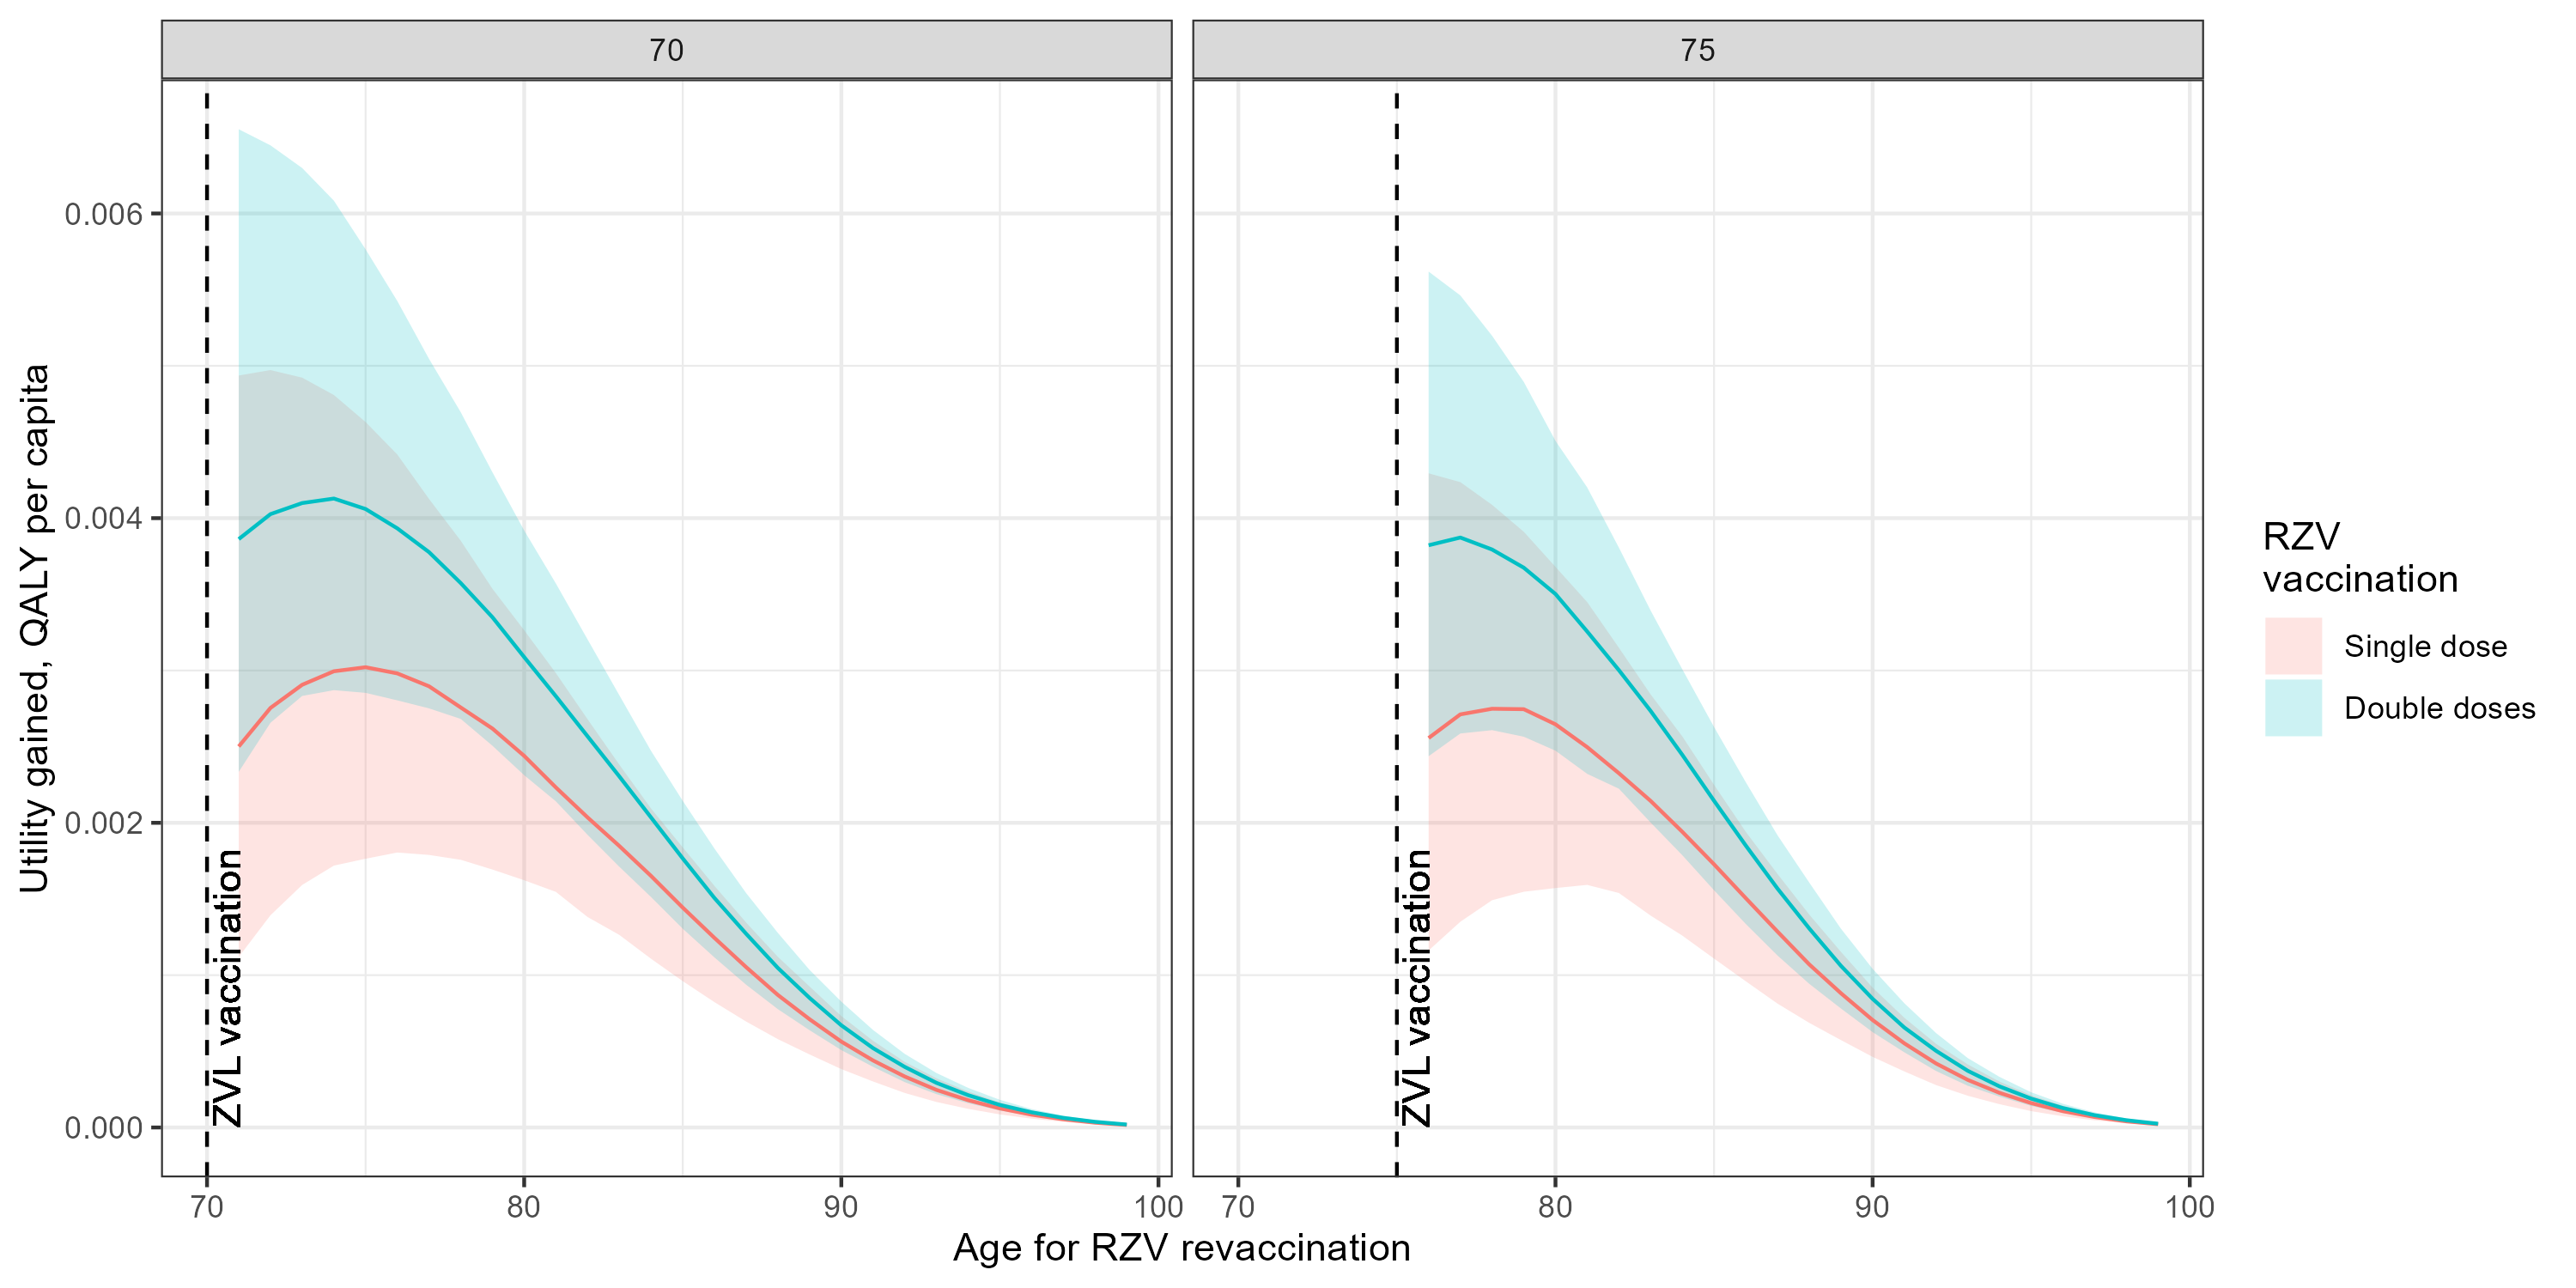 70
75
Utility gained, QALY per capita
0.006
0.004
0.002
0.000
ZVL vaccination
ZVL vaccination
70
80
90
100
70
80
90
100
Age for RZV revaccination
RZV
vaccination
Single dose
Double doses